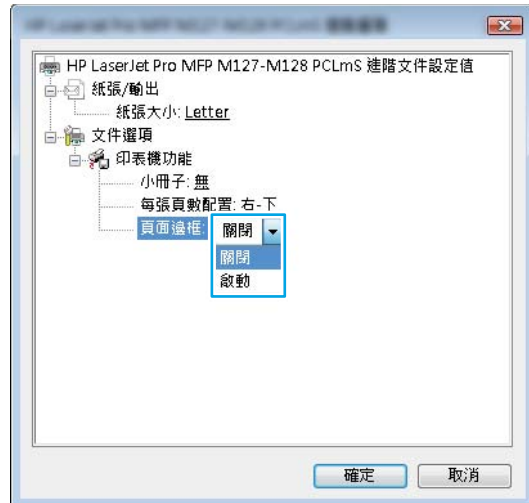 HP LaserJet Pro MFP M127-M128 PCLmS 進階文件設定值
紙張/輸出
紙張大小: Letter
文件選項
印表機功能
小冊子: 無
每張頁數配置: 右-下
頁面邊框: 關閉
關閉
啟動
確定
取消